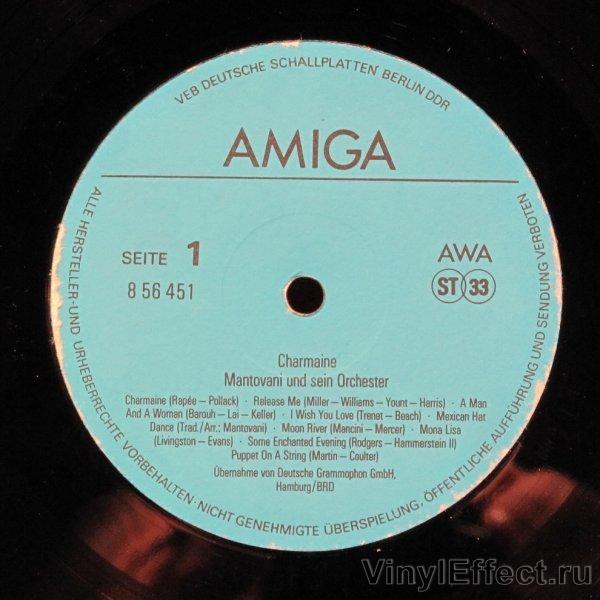 VEB DEUTSCHE SCHALLPLATTEN BERLIN DDR
AMIGA
SEITE 1
8 56 451
AWA
ST 33
Charmaine
Mantovani und sein Orchester
Charmaine (Rapée – Pollack) · Release Me (Miller – Williams – Yount – Harris) · A Man
And A Woman (Barouh – Lai – Keller) · I Wish You Love (Trenet – Beach) · Mexican Hat
Dance (Trad./Arr.: Mantovani) · Moon River (Mancini – Mercer) · Mona Lisa
(Livingston – Evans) · Some Enchanted Evening (Rodgers – Hammerstein II)
Puppet On A String (Martin – Coulter)
Übernahme von Deutsche Grammophon GmbH,
Hamburg/BRD
ALLE HERSTELLER- UND URHEBERRECHTE VORBEHALTEN · NICHT GENEHMIGTE ÜBERSPIELUNG, ÖFFENTLICHE AUFFÜHRUNG UND SENDUNG VERBOTEN
VinylEffect.ru